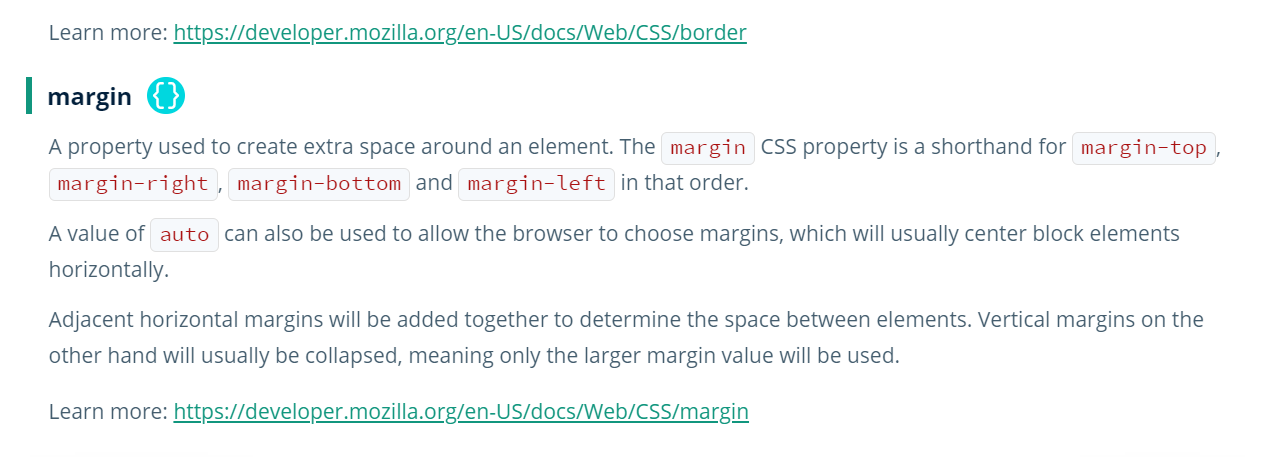 Learn more: https://developer.mozilla.org/en-US/docs/Web/CSS/border
margin {}
A property used to create extra space around an element. The margin CSS property is a shorthand for margin-top,
margin-right, margin-bottom and margin-left in that order.
A value of auto can also be used to allow the browser to choose margins, which will usually center block elements
horizontally.
Adjacent horizontal margins will be added together to determine the space between elements. Vertical margins on the
other hand will usually be collapsed, meaning only the larger margin value will be used.
Learn more: https://developer.mozilla.org/en-US/docs/Web/CSS/margin